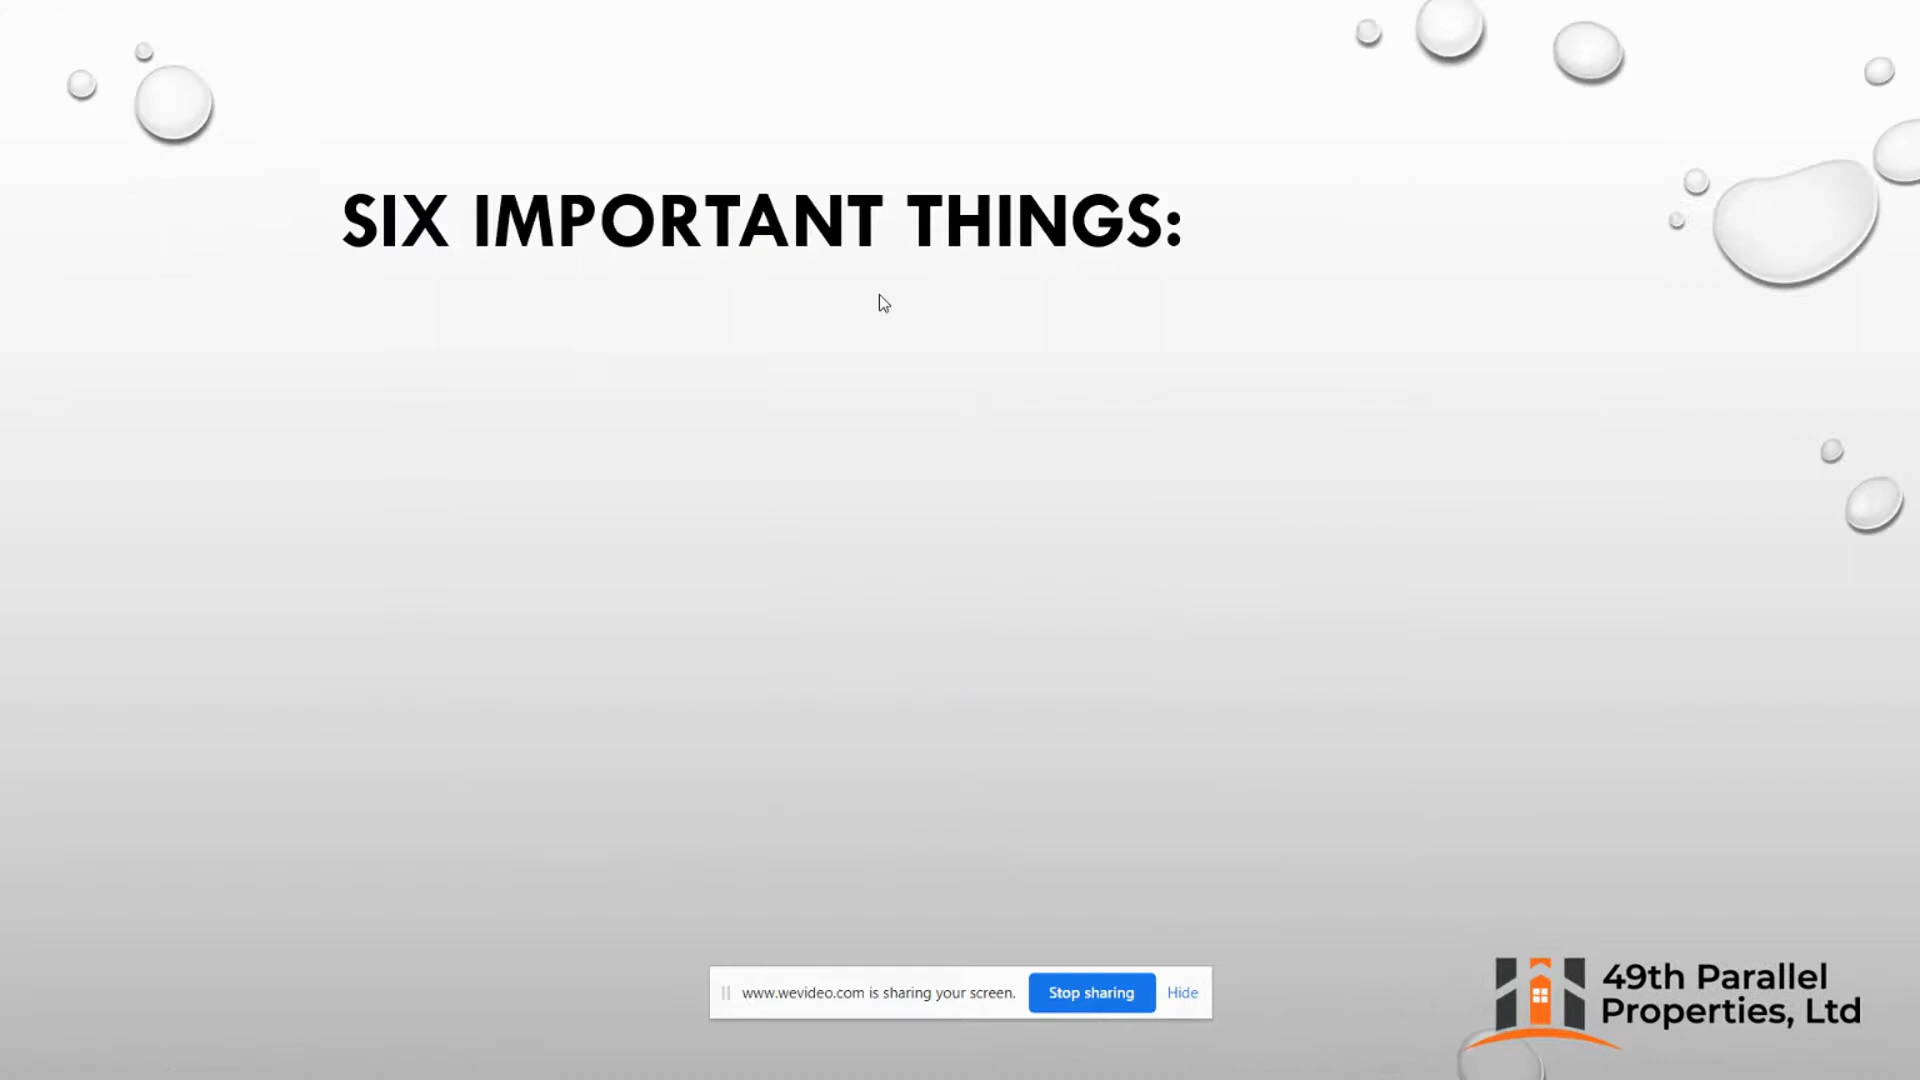 SIX IMPORTANT THINGS:
www.wevideo.com is sharing your screen. Stop sharing Hide
49th Parallel
Properties, Ltd